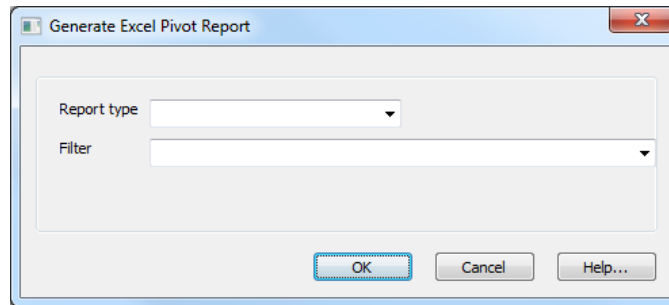 Generate Excel Pivot Report
Report type
Filter
OK Cancel Help...